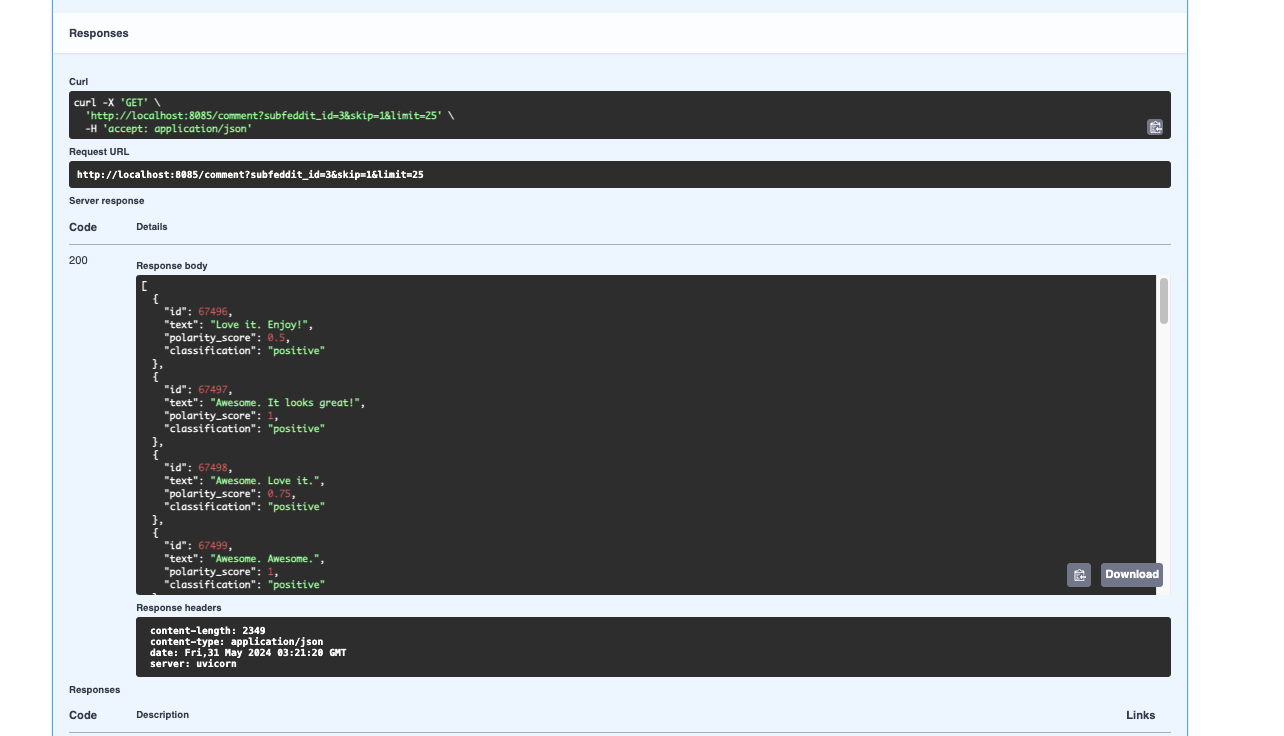 Responses
Curl
curl -X 'GET' \
  'http://localhost:8085/comment?subfeddit_id=3&skip=1&limit=25' \
  -H 'accept: application/json'
Request URL
http://localhost:8085/comment?subfeddit_id=3&skip=1&limit=25
Server response
Code Details
200
Response body
[
  {
    "id": 67496,
    "text": "Love it. Enjoy!",
    "polarity_score": 0.5,
    "classification": "positive"
  },
  {
    "id": 67497,
    "text": "Awesome. It looks great!",
    "polarity_score": 1,
    "classification": "positive"
  },
  {
    "id": 67498,
    "text": "Awesome. Love it.",
    "polarity_score": 0.75,
    "classification": "positive"
  },
  {
    "id": 67499,
    "text": "Awesome. Awesome.",
    "polarity_score": 1,
    "classification": "positive"
Download
Response headers
content-length: 2349
content-type: application/json
date: Fri,31 May 2024 03:21:20 GMT
server: uvicorn
Responses
Code Description Links